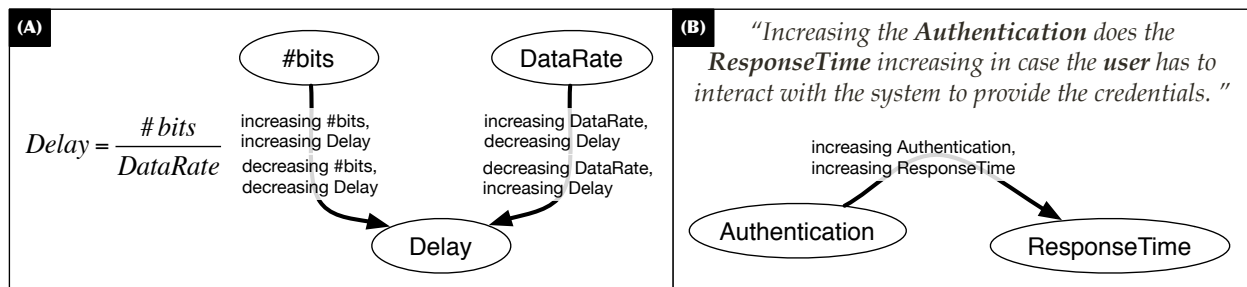 (A)
#bits
DataRate
Delay = # bits / DataRate
increasing #bits,
increasing Delay
decreasing #bits,
decreasing Delay
increasing DataRate,
decreasing Delay
decreasing DataRate,
increasing Delay
Delay
(B)
“Increasing the Authentication does the
ResponseTime increasing in case the user has to
interact with the system to provide the credentials. ”
increasing Authentication,
increasing ResponseTime
Authentication
ResponseTime